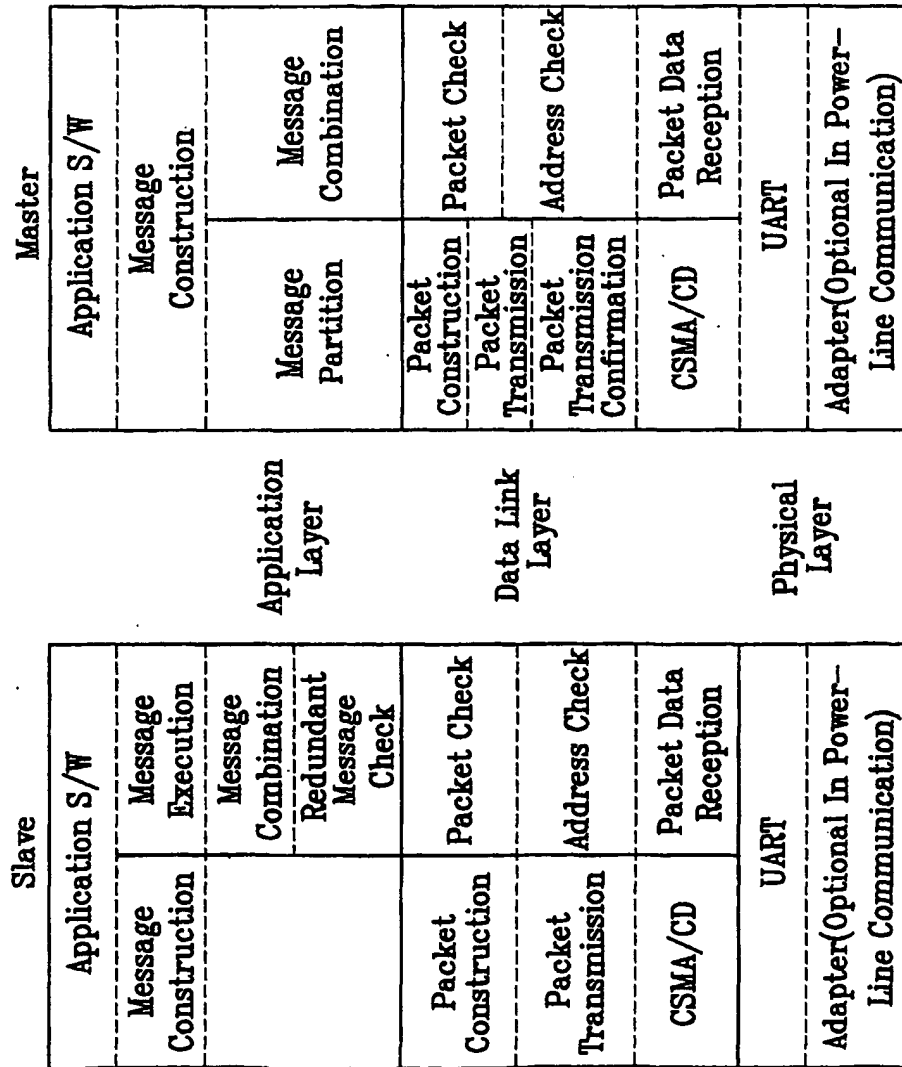 Slave
Application S/W
Message
Construction
Message
Execution
Message
Combination
Redundant
Message
Check
Packet
Construction
Packet Check
Packet
Transmission
Address Check
CSMA/CD
Packet Data
Reception
UART
Adapter(Optional In Power-
Line Communication)
Application
Layer
Data Link
Layer
Physical
Layer
Master
Application S/W
Message
Construction
Message
Partition
Message
Combination
Packet
Construction
Packet
Transmission
Packet
Transmission
Confirmation
Packet Check
Address Check
CSMA/CD
Packet Data
Reception
UART
Adapter(Optional In Power-
Line Communication)